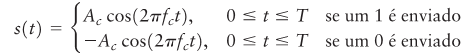 s(t) = { A_c cos(2πf_c t), 0 ≤ t ≤ T se um 1 é enviado
−A_c cos(2πf_c t), 0 ≤ t ≤ T se um 0 é enviado